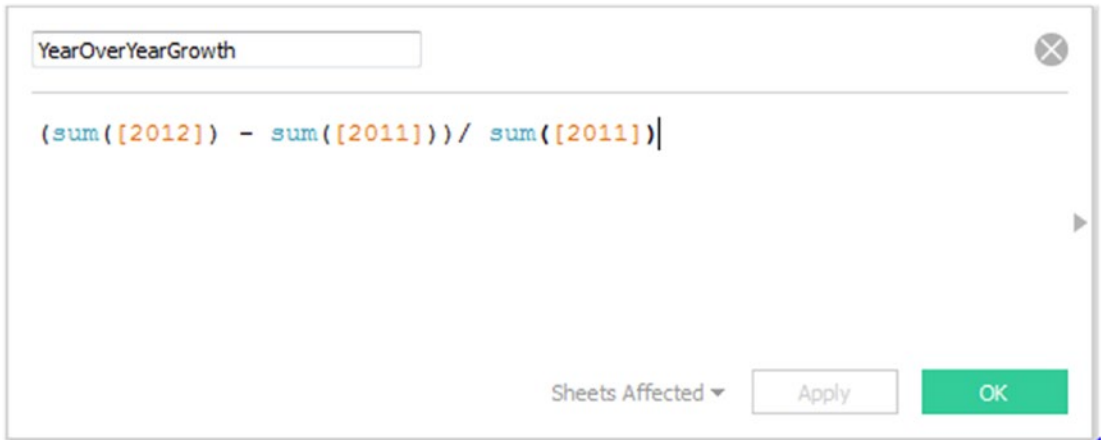 YearOverYearGrowth
(sum([2012]) - sum([2011]))/ sum([2011])
Sheets Affected Apply OK